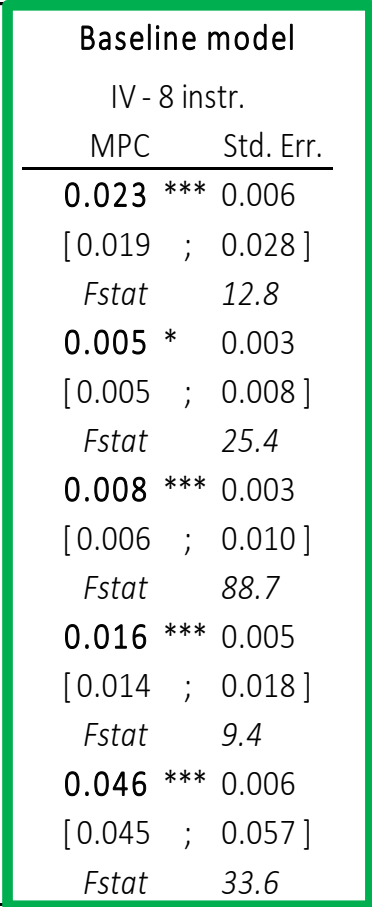 Baseline model
IV - 8 instr.
MPC Std. Err.
0.023 *** 0.006
[ 0.019 ; 0.028 ]
Fstat 12.8
0.005 * 0.003
[ 0.005 ; 0.008 ]
Fstat 25.4
0.008 *** 0.003
[ 0.006 ; 0.010 ]
Fstat 88.7
0.016 *** 0.005
[ 0.014 ; 0.018 ]
Fstat 9.4
0.046 *** 0.006
[ 0.045 ; 0.057 ]
Fstat 33.6